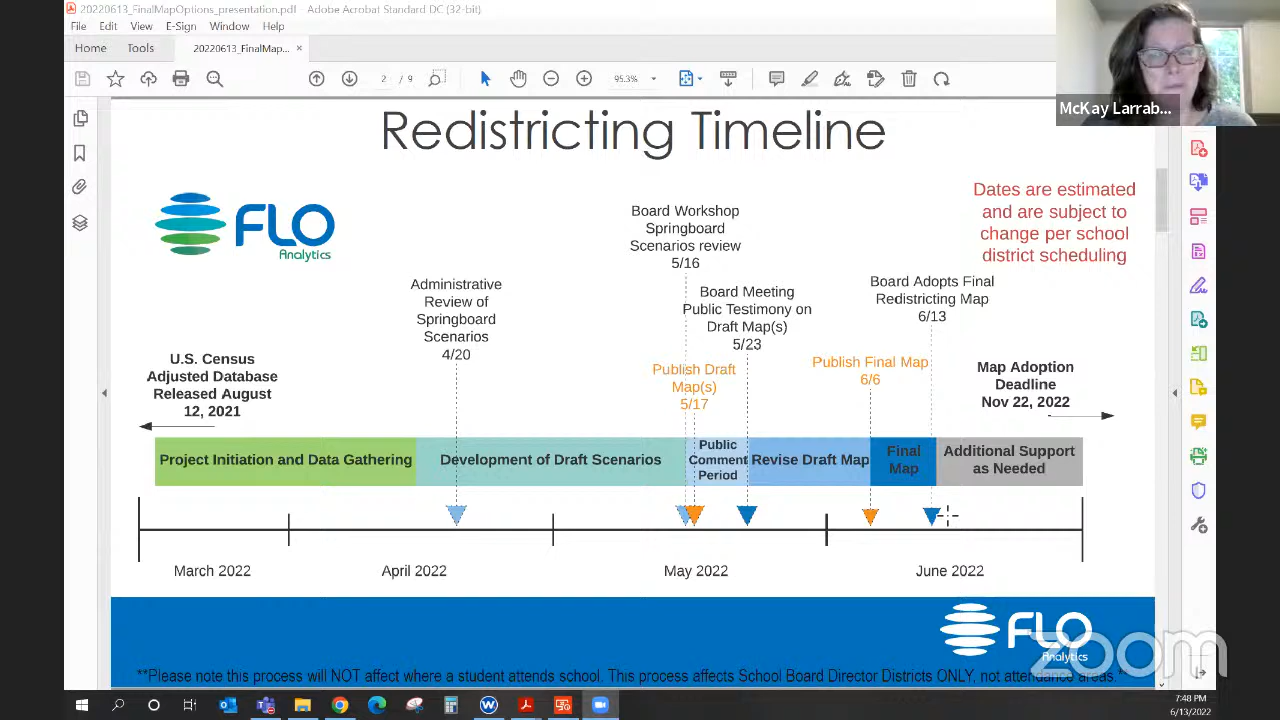 20220613_FinalMapOptions_presentation.pdf - Adobe Acrobat Standard DC (32-bit)
File Edit View E-Sign Window Help
Home Tools 20220613_FinalMap... ×
2 / 9 95.3%
McKay Larrab...
Redistricting Timeline
FLO
Analytics
Dates are estimated
and are subject to
change per school
district scheduling
Board Workshop
Springboard
Scenarios review
5/16
Administrative
Review of
Springboard
Scenarios
4/20
Board Meeting
Public Testimony on
Draft Map(s)
5/23
Board Adopts Final
Redistricting Map
6/13
U.S. Census
Adjusted Database
Released August
12, 2021
Publish Draft
Map(s)
5/17
Publish Final Map
6/6
Map Adoption
Deadline
Nov 22, 2022
Project Initiation and Data Gathering
Development of Draft Scenarios
Public
Comment
Period
Revise Draft Map
Final
Map
Additional Support
as Needed
March 2022
April 2022
May 2022
June 2022
FLO
Analytics
zoom
**Please note this process will NOT affect where a student attends school. This process affects School Board Director Districts ONLY, not attendance areas.**
7:48 PM
6/13/2022